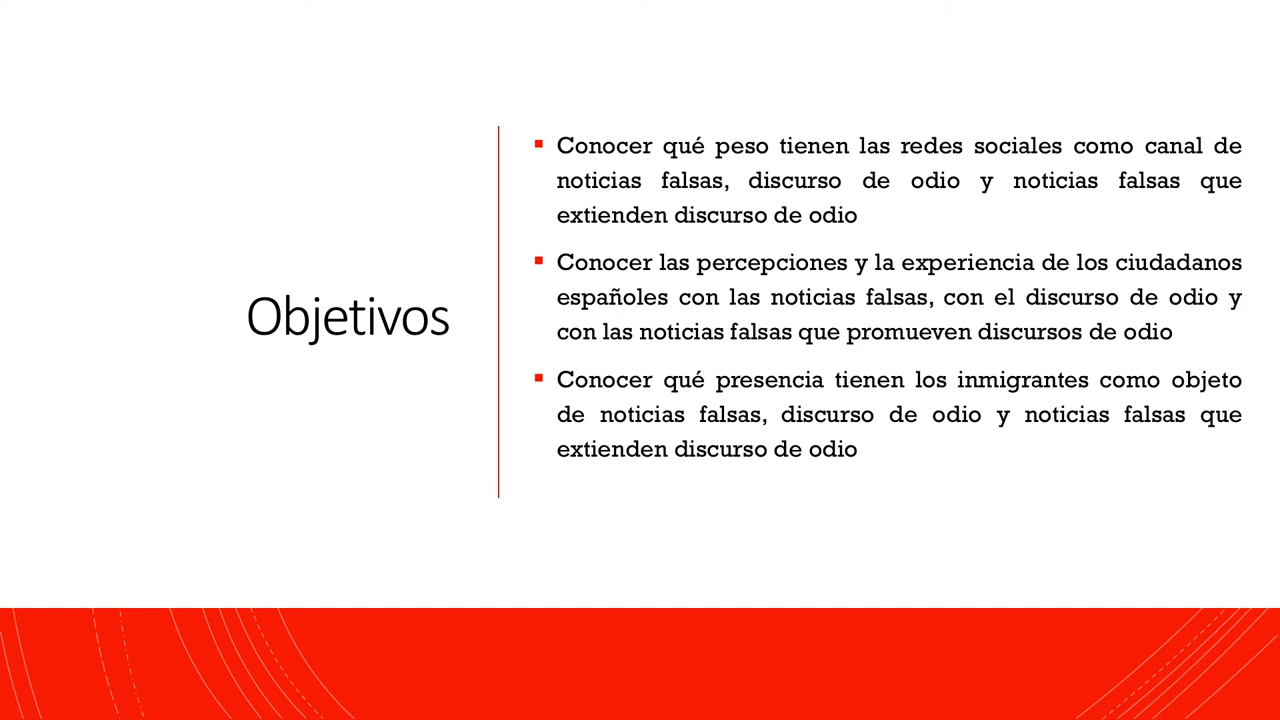 Objetivos
Conocer qué peso tienen las redes sociales como canal de
noticias falsas, discurso de odio y noticias falsas que
extienden discurso de odio
Conocer las percepciones y la experiencia de los ciudadanos
españoles con las noticias falsas, con el discurso de odio y
con las noticias falsas que promueven discursos de odio
Conocer qué presencia tienen los inmigrantes como objeto
de noticias falsas, discurso de odio y noticias falsas que
extienden discurso de odio